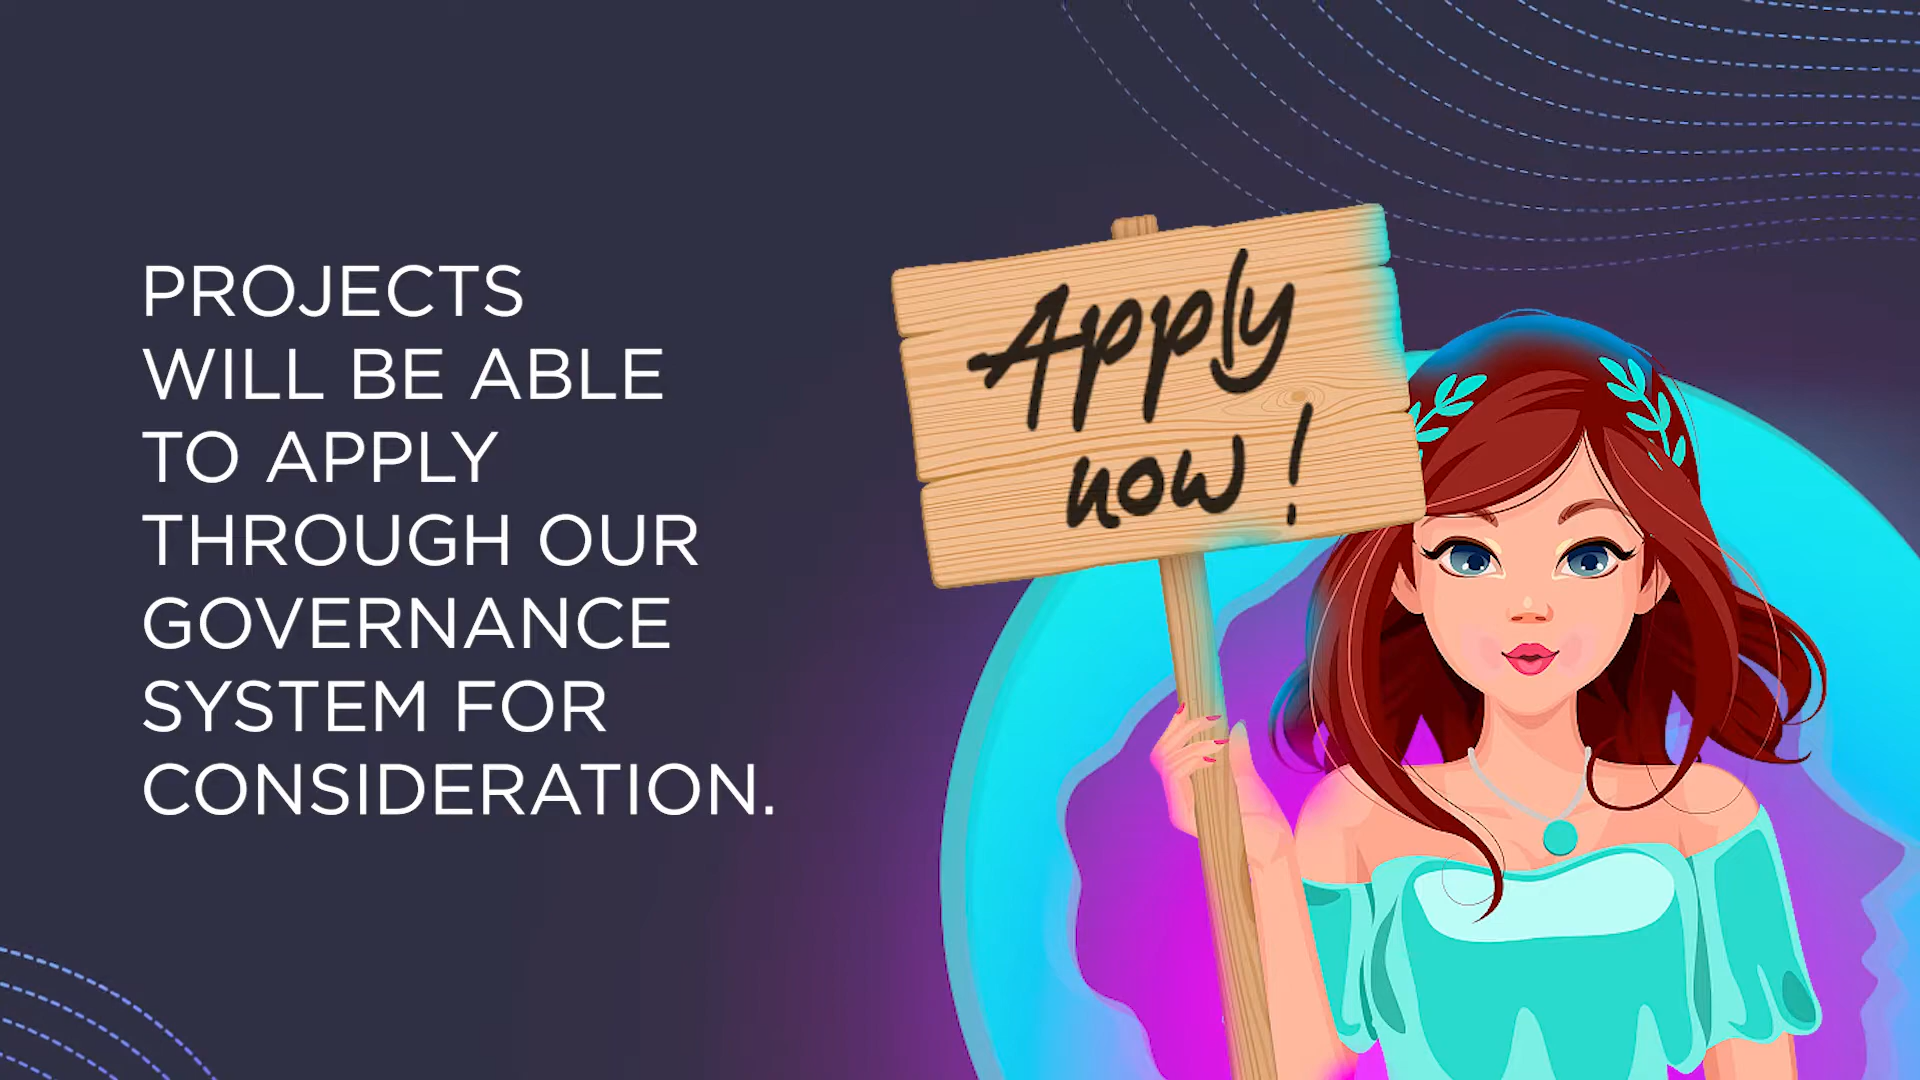 PROJECTS
WILL BE ABLE
TO APPLY
THROUGH OUR
GOVERNANCE
SYSTEM FOR
CONSIDERATION.
Apply
now!